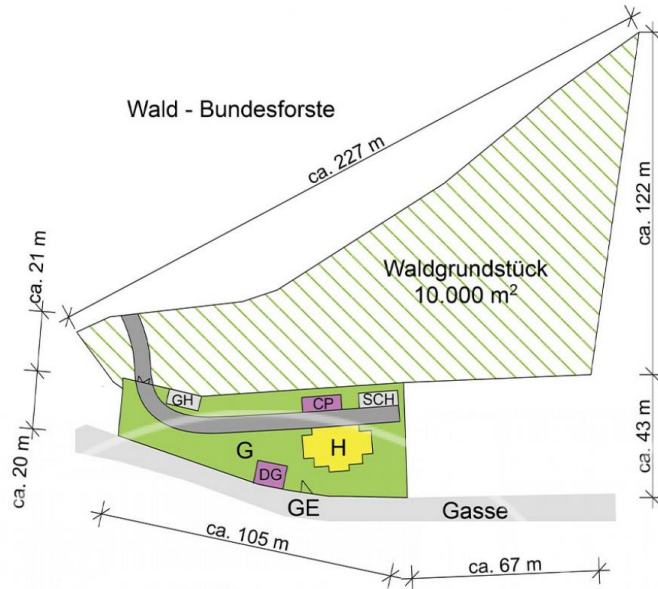 Wald - Bundesforste
ca. 227 m
ca. 122 m
ca. 21 m
Waldgrundstück
10.000 m²
GH
CP
SCH
G
H
DG
GE
Gasse
ca. 20 m
ca. 43 m
ca. 105 m
ca. 67 m